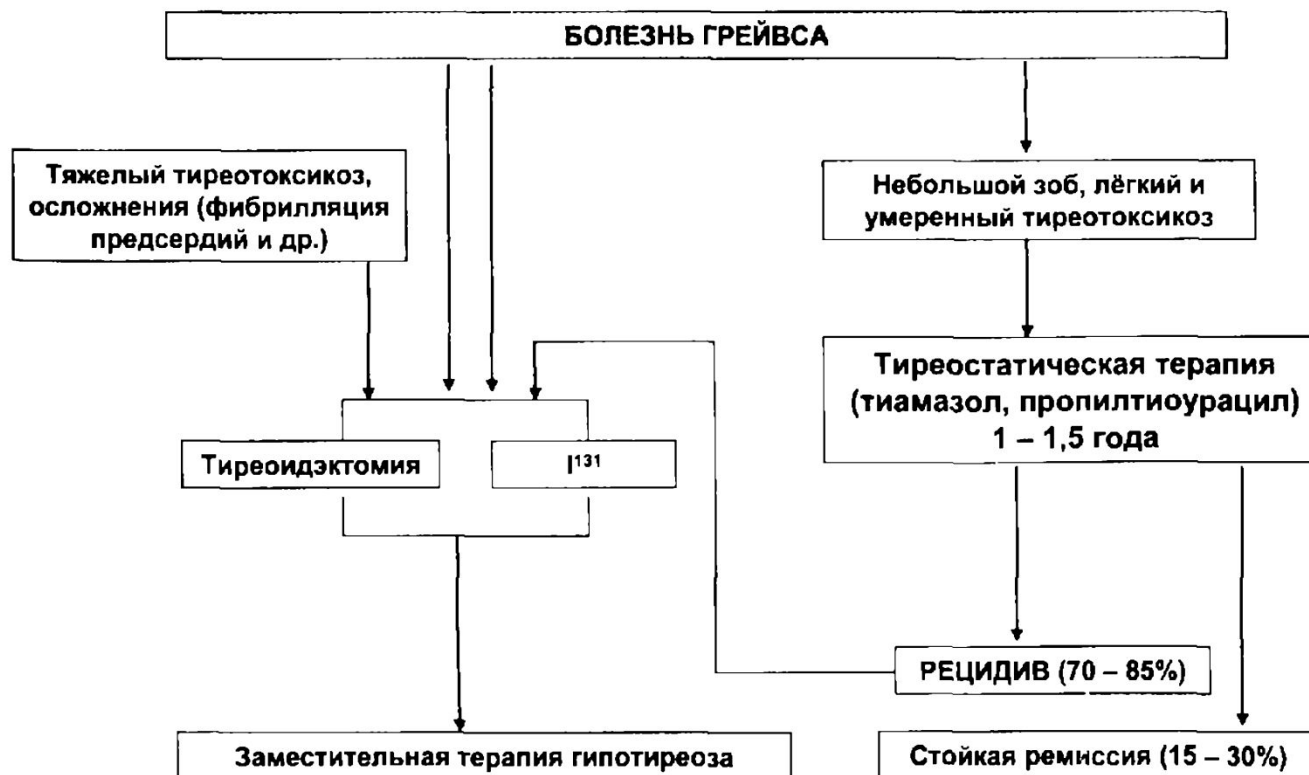 БОЛЕЗНЬ ГРЕЙВСА
Тяжелый тиреотоксикоз,
осложнения (фибрилляция
предсердий и др.)
Небольшой зоб, лёгкий и
умеренный тиреотоксикоз
Тиреостатическая терапия
(тиамазол, пропилтиоурацил)
1 – 1,5 года
Тиреоидэктомия
I¹³¹
РЕЦИДИВ (70 – 85%)
Заместительная терапия гипотиреоза
Стойкая ремиссия (15 – 30%)